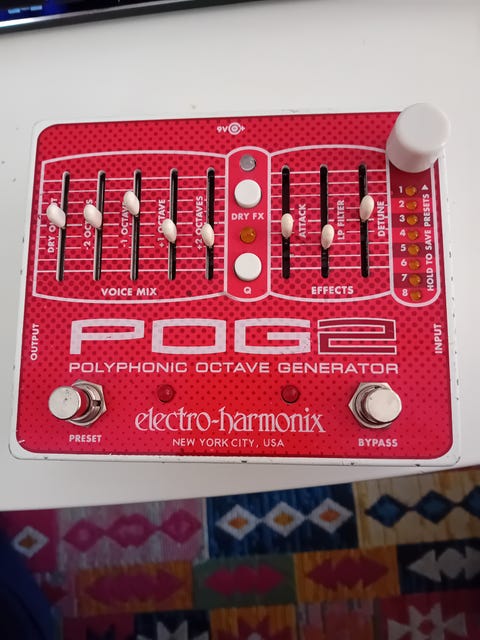 9V
DRY OUTPUT
-2 OCTAVES
-1 OCTAVE
+1 OCTAVE
+2 OCTAVES
VOICE MIX
DRY FX
Q
ATTACK
LP FILTER
DETUNE
EFFECTS
1
2
3
4
5
6
7
8
HOLD TO SAVE PRESETS
OUTPUT
INPUT
POG2
POLYPHONIC OCTAVE GENERATOR
electro-harmonix
NEW YORK CITY, USA
PRESET
BYPASS